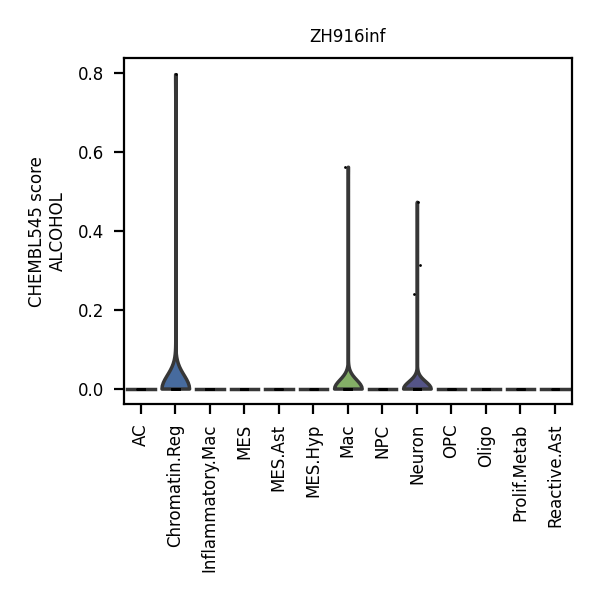 ZH916inf
CHEMBL545 score
ALCOHOL
0.8
0.6
0.4
0.2
0.0
AC
Chromatin.Reg
Inflammatory.Mac
MES
MES.Ast
MES.Hyp
Mac
NPC
Neuron
OPC
Oligo
Prolif.Metab
Reactive.Ast